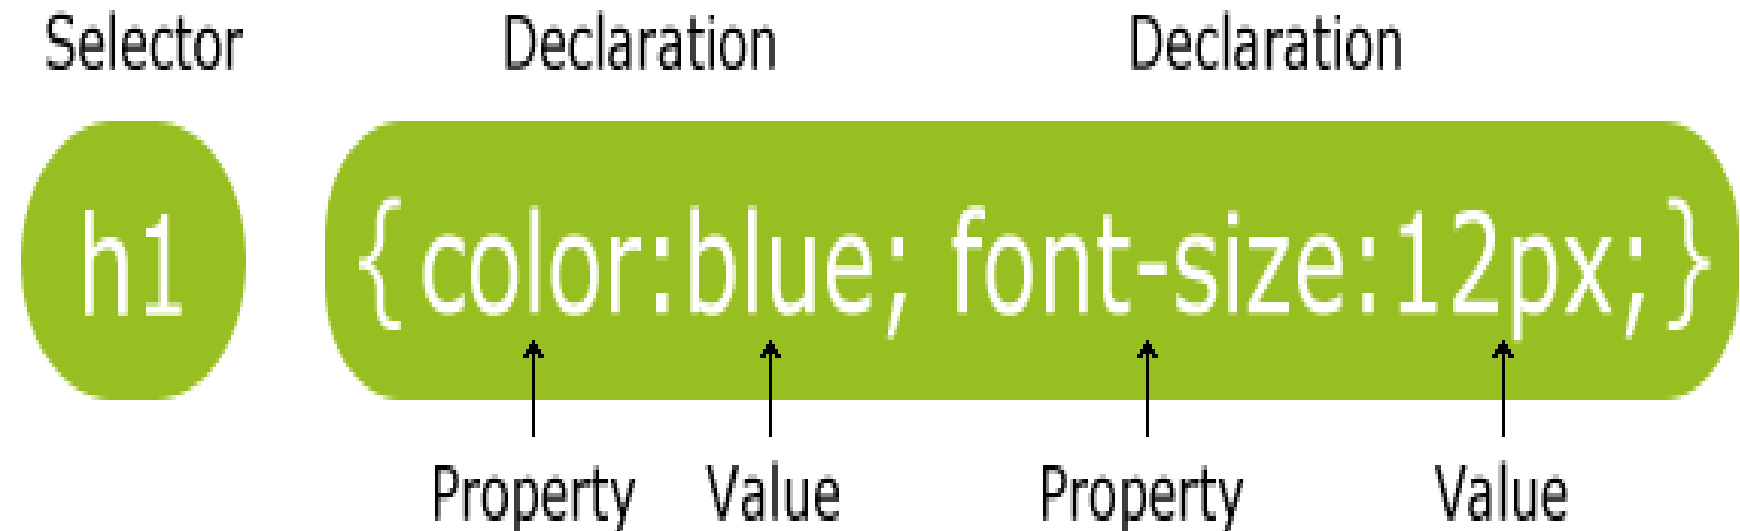 Selector Declaration Declaration
h1 {color:blue; font-size:12px;}
Property Value Property Value